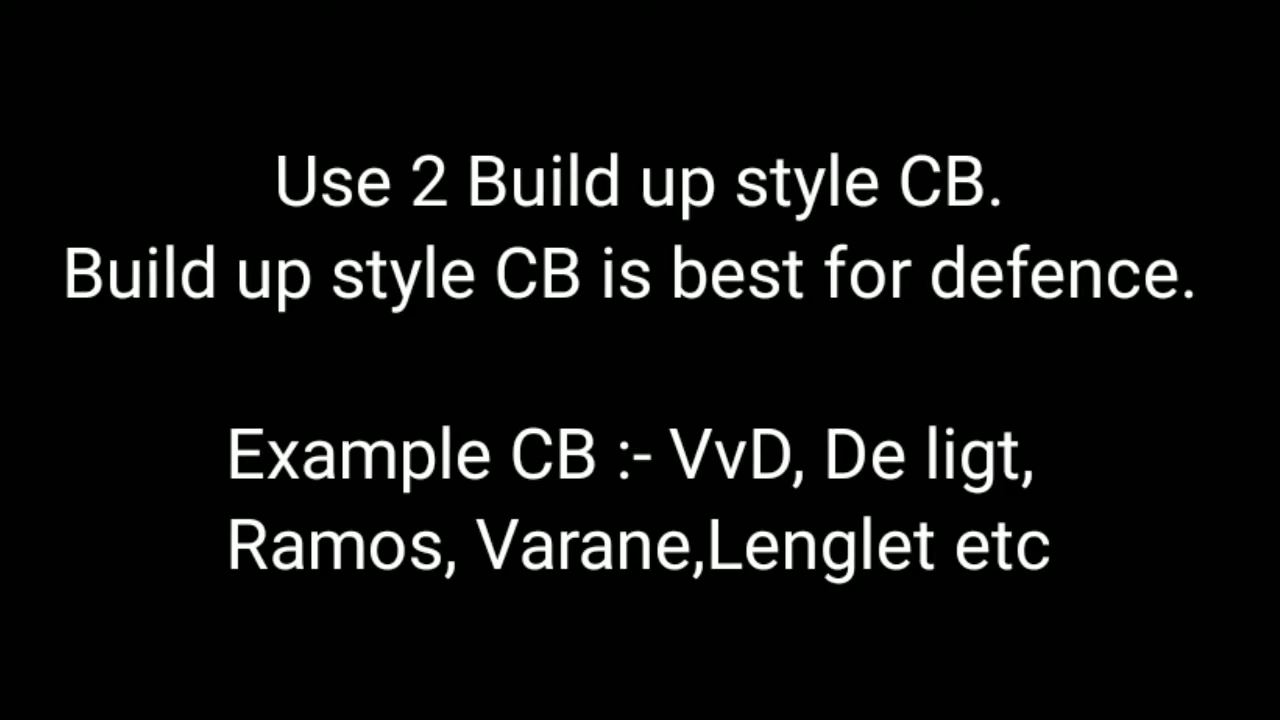 Use 2 Build up style CB.
Build up style CB is best for defence.
Example CB :- VvD, De ligt,
Ramos, Varane,Lenglet etc